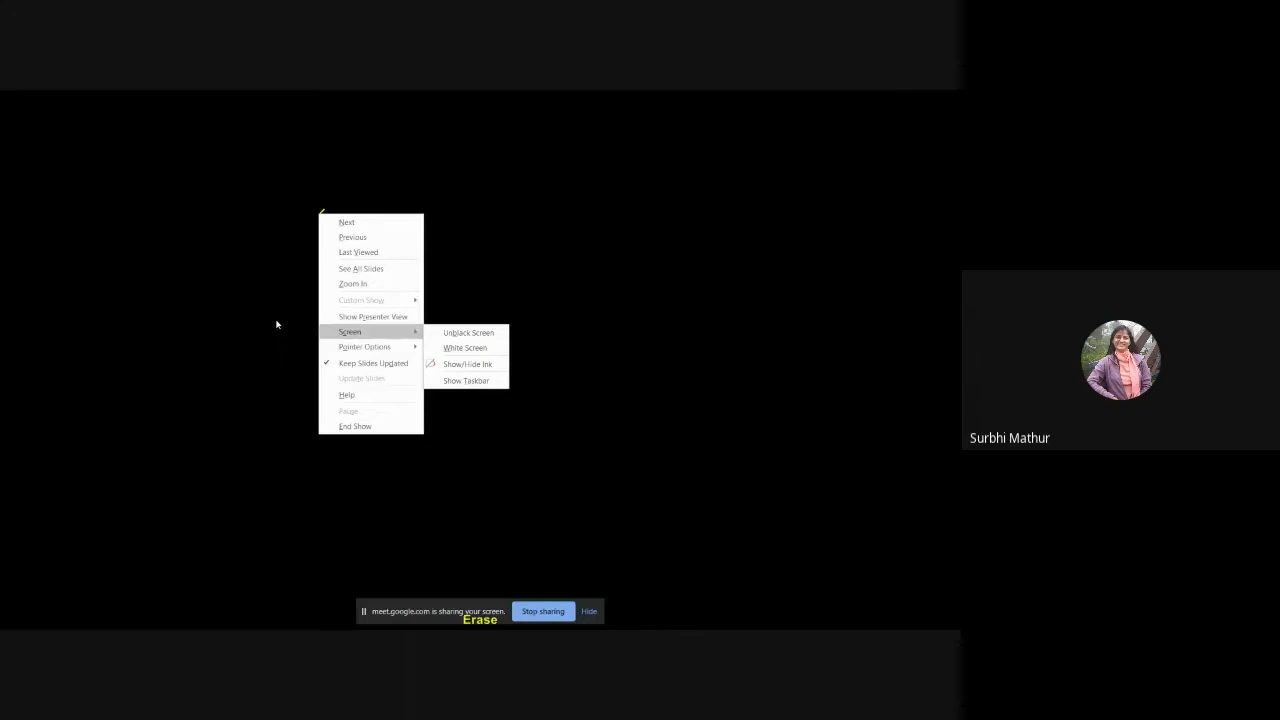 Next
Previous
Last Viewed
See All Slides
Zoom In
Custom Show
Show Presenter View
Screen
Pointer Options
Keep Slides Updated
Update Slides
Help
Pause
End Show
Unblack Screen
White Screen
Show/Hide Ink
Show Taskbar
meet.google.com is sharing your screen. Stop sharing Hide
Erase
Surbhi Mathur